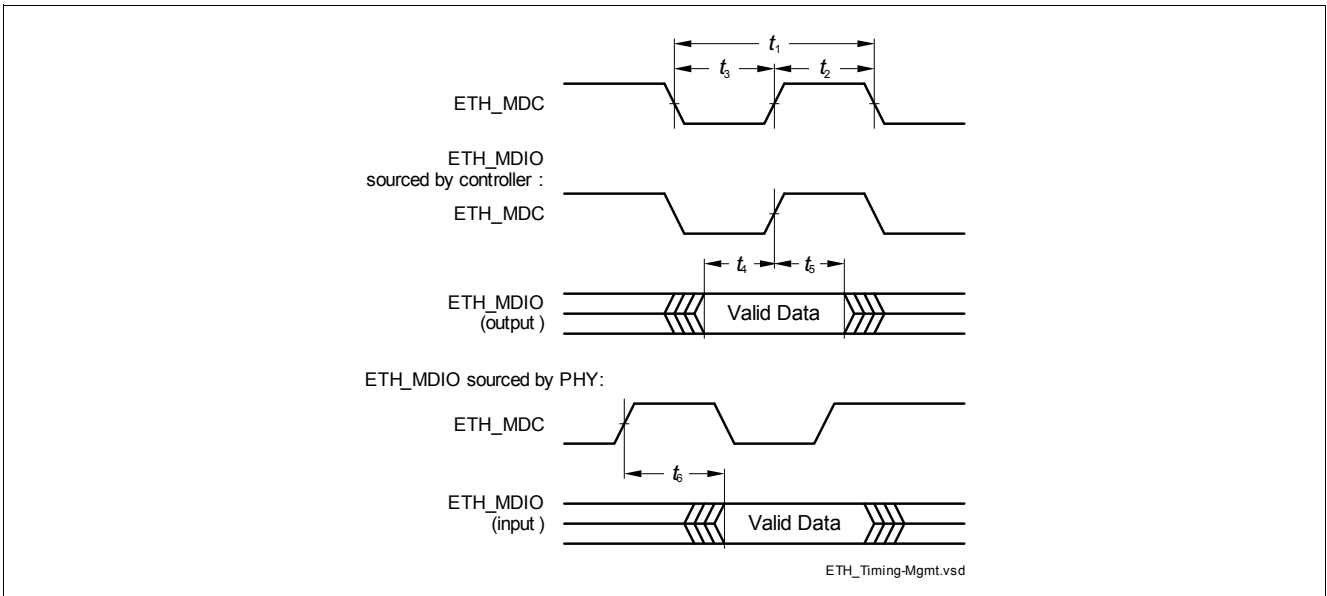 t₁
t₃ t₂
ETH_MDC
ETH_MDIO
sourced by controller :
ETH_MDC
t₄ t₅
ETH_MDIO
(output )
Valid Data
ETH_MDIO sourced by PHY:
ETH_MDC
t₆
ETH_MDIO
(input )
Valid Data
ETH_Timing-Mgmt.vsd